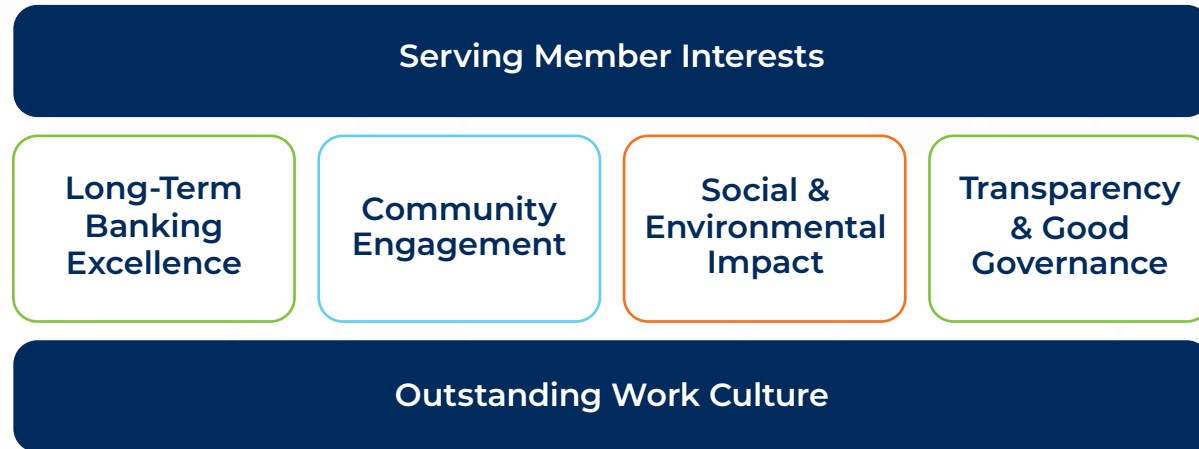 Serving Member Interests
Long-Term
Banking
Excellence
Community
Engagement
Social &
Environmental
Impact
Transparency
& Good
Governance
Outstanding Work Culture